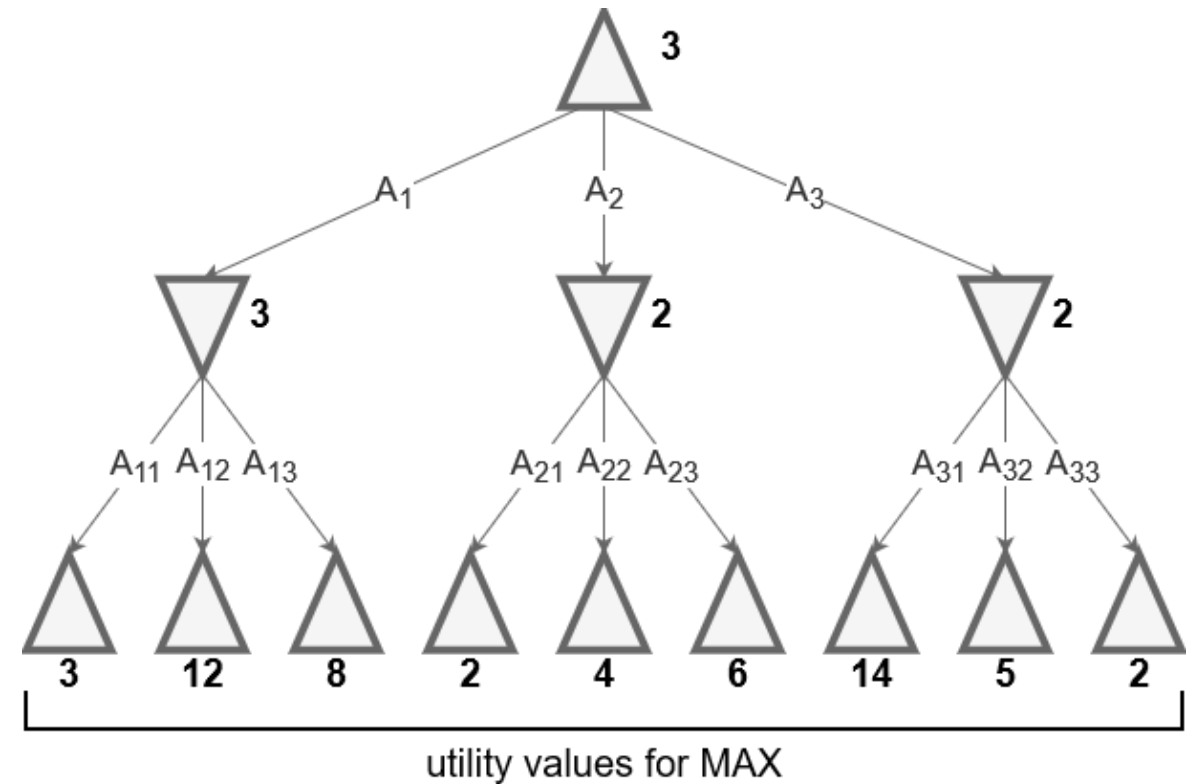 3
A₁ A₂ A₃
3 2 2
A₁₁ A₁₂ A₁₃ A₂₁ A₂₂ A₂₃ A₃₁ A₃₂ A₃₃
3 12 8 2 4 6 14 5 2
utility values for MAX